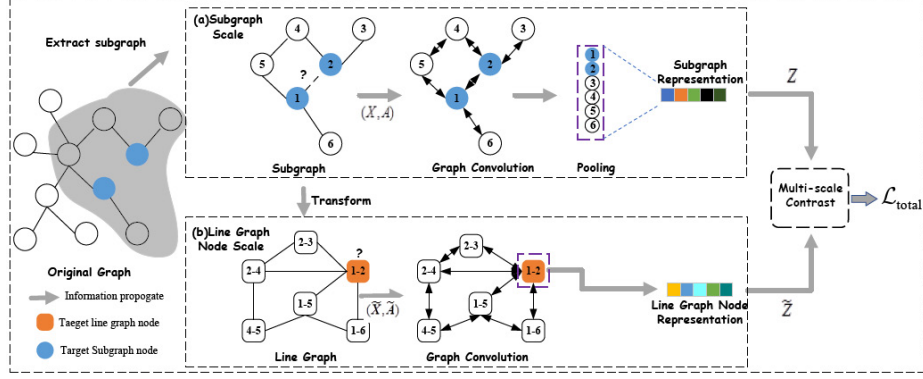 Extract subgraph
Original Graph
Information propogate
Taeget line graph node
Target Subgraph node
(a)Subgraph
Scale
4
3
5
?
2
1
6
Subgraph
(X,A)
4
3
5
2
1
6
Graph Convolution
1
2
3
4
5
6
Pooling
Subgraph
Representation
Z
Transform
(b)Line Graph
Node Scale
2-3
?
2-4
1-2
1-5
4-5
1-6
Line Graph
(X̃,Ã)
2-3
2-4
1-2
1-5
4-5
1-6
Graph Convolution
Line Graph Node
Representation
Z̃
Multi-scale
Contrast
ℒtotal